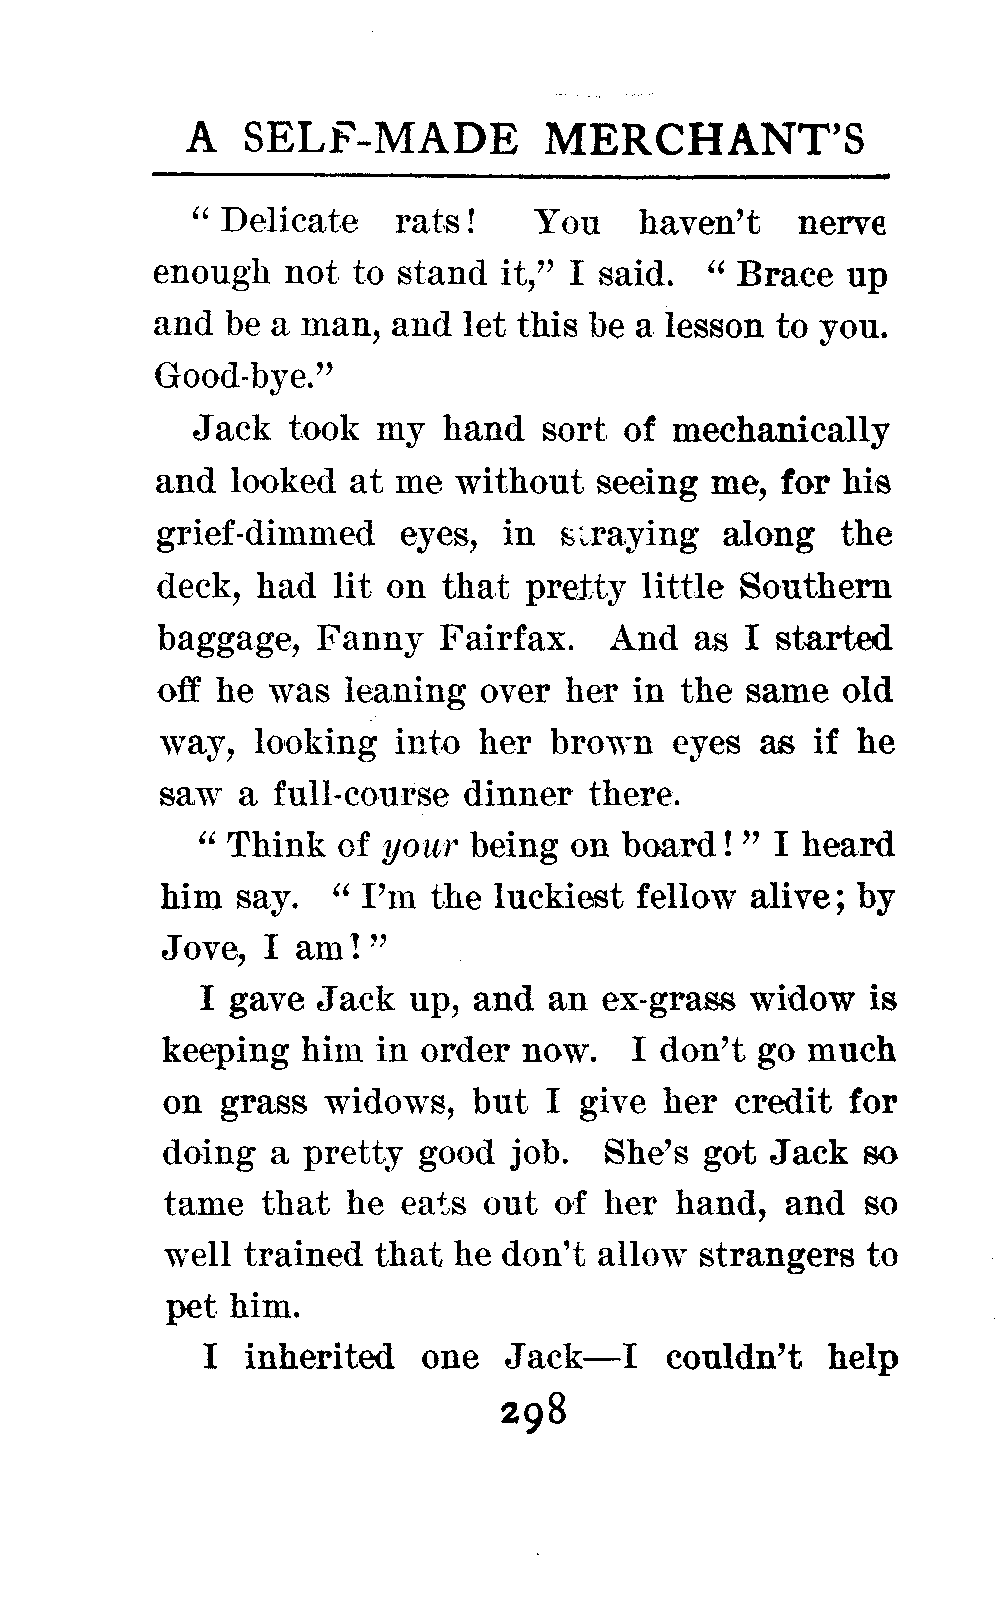 A SELF-MADE MERCHANT'S
“ Delicate rats! You haven't nerve
enough not to stand it,” I said. “ Brace up
and be a man, and let this be a lesson to you.
Good-bye.”
Jack took my hand sort of mechanically
and looked at me without seeing me, for his
grief-dimmed eyes, in straying along the
deck, had lit on that pretty little Southern
baggage, Fanny Fairfax. And as I started
off he was leaning over her in the same old
way, looking into her brown eyes as if he
saw a full-course dinner there.
“ Think of your being on board! ” I heard
him say. “ I'm the luckiest fellow alive; by
Jove, I am! ”
I gave Jack up, and an ex-grass widow is
keeping him in order now. I don't go much
on grass widows, but I give her credit for
doing a pretty good job. She's got Jack so
tame that he eats out of her hand, and so
well trained that he don't allow strangers to
pet him.
I inherited one Jack—I couldn't help
298